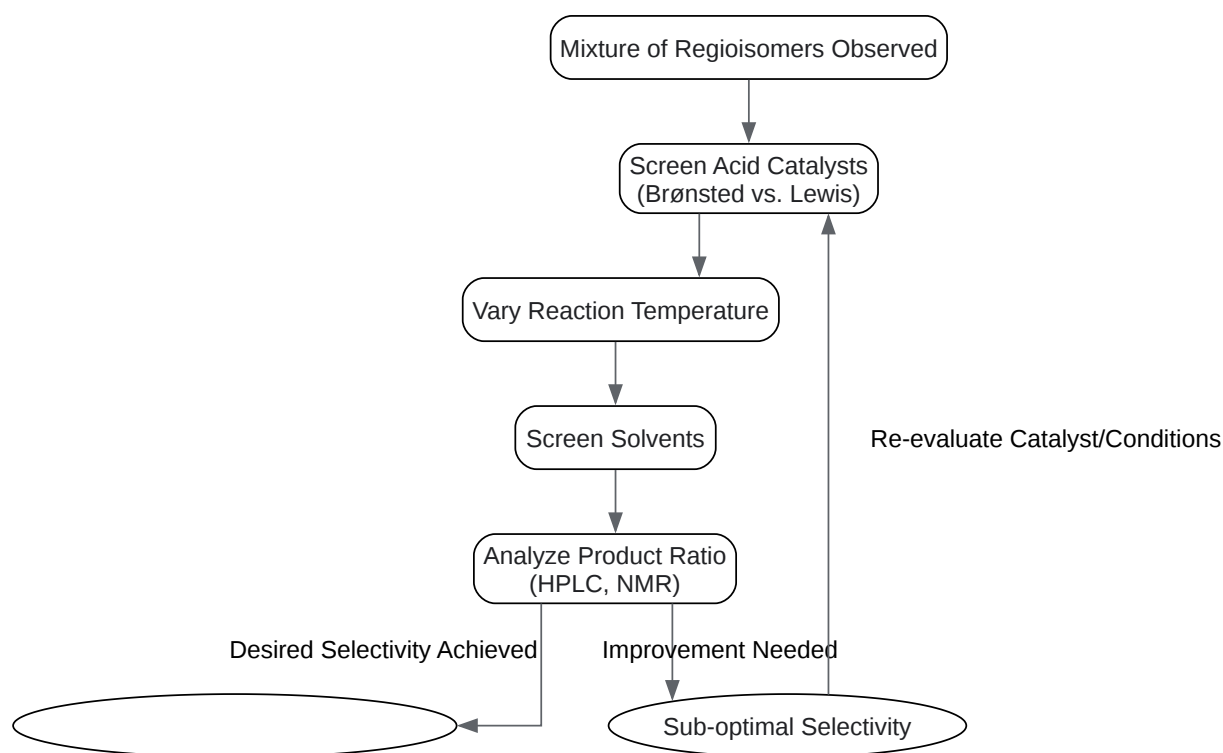 Mixture of Regioisomers Observed
Screen Acid Catalysts
(Brønsted vs. Lewis)
Vary Reaction Temperature
Screen Solvents
Re-evaluate Catalyst/Conditions
Analyze Product Ratio
(HPLC, NMR)
Desired Selectivity Achieved
Improvement Needed
Sub-optimal Selectivity